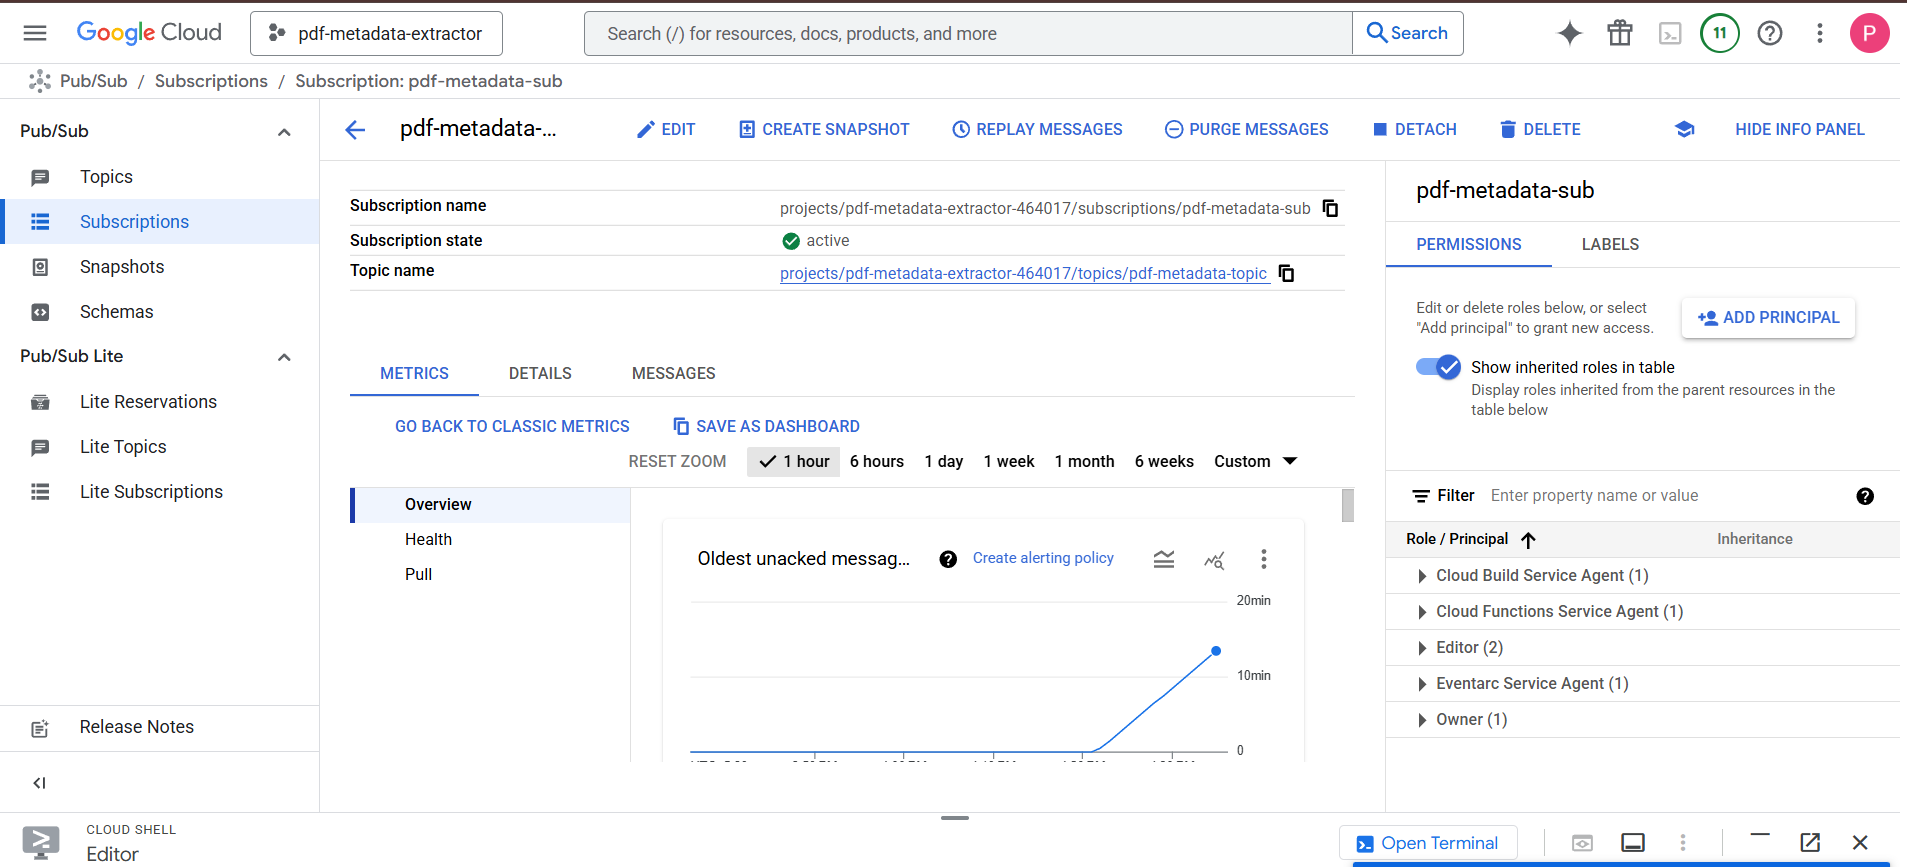 Google Cloud
pdf-metadata-extractor
Search (/) for resources, docs, products, and more
Search
11
P
Pub/Sub / Subscriptions / Subscription: pdf-metadata-sub
Pub/Sub
Topics
Subscriptions
Snapshots
Schemas
Pub/Sub Lite
Lite Reservations
Lite Topics
Lite Subscriptions
Release Notes
pdf-metadata-...
EDIT
CREATE SNAPSHOT
REPLAY MESSAGES
PURGE MESSAGES
DETACH
DELETE
HIDE INFO PANEL
Subscription name projects/pdf-metadata-extractor-464017/subscriptions/pdf-metadata-sub
Subscription state active
Topic name projects/pdf-metadata-extractor-464017/topics/pdf-metadata-topic
METRICS DETAILS MESSAGES
GO BACK TO CLASSIC METRICS SAVE AS DASHBOARD
RESET ZOOM 1 hour 6 hours 1 day 1 week 1 month 6 weeks Custom
Overview
Health
Pull
Oldest unacked messag... Create alerting policy
20min
10min
0
pdf-metadata-sub
PERMISSIONS LABELS
Edit or delete roles below, or select
"Add principal" to grant new access.
ADD PRINCIPAL
Show inherited roles in table
Display roles inherited from the parent resources in the
table below
Filter Enter property name or value
Role / Principal Inheritance
Cloud Build Service Agent (1)
Cloud Functions Service Agent (1)
Editor (2)
Eventarc Service Agent (1)
Owner (1)
CLOUD SHELL
Editor
Open Terminal